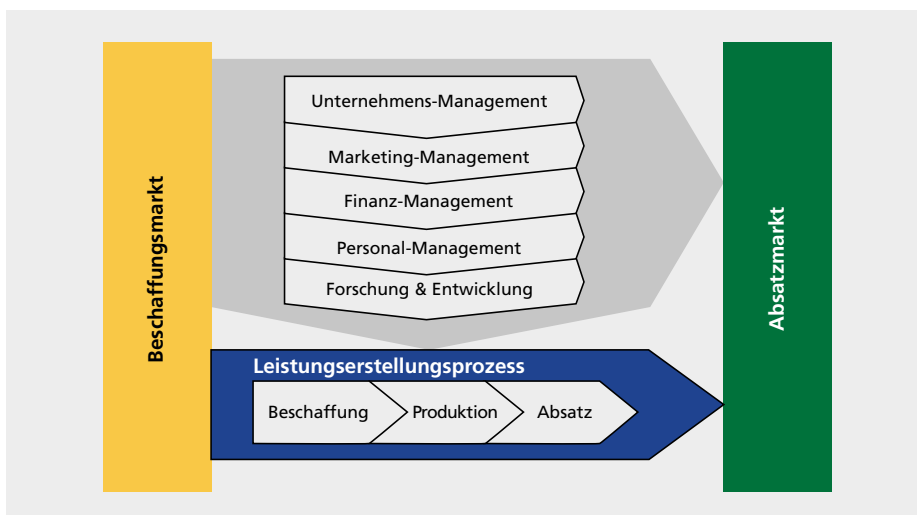 Beschaffungsmarkt
Unternehmens-Management
Marketing-Management
Finanz-Management
Personal-Management
Forschung & Entwicklung
Leistungserstellungsprozess
Beschaffung
Produktion
Absatz
Absatzmarkt